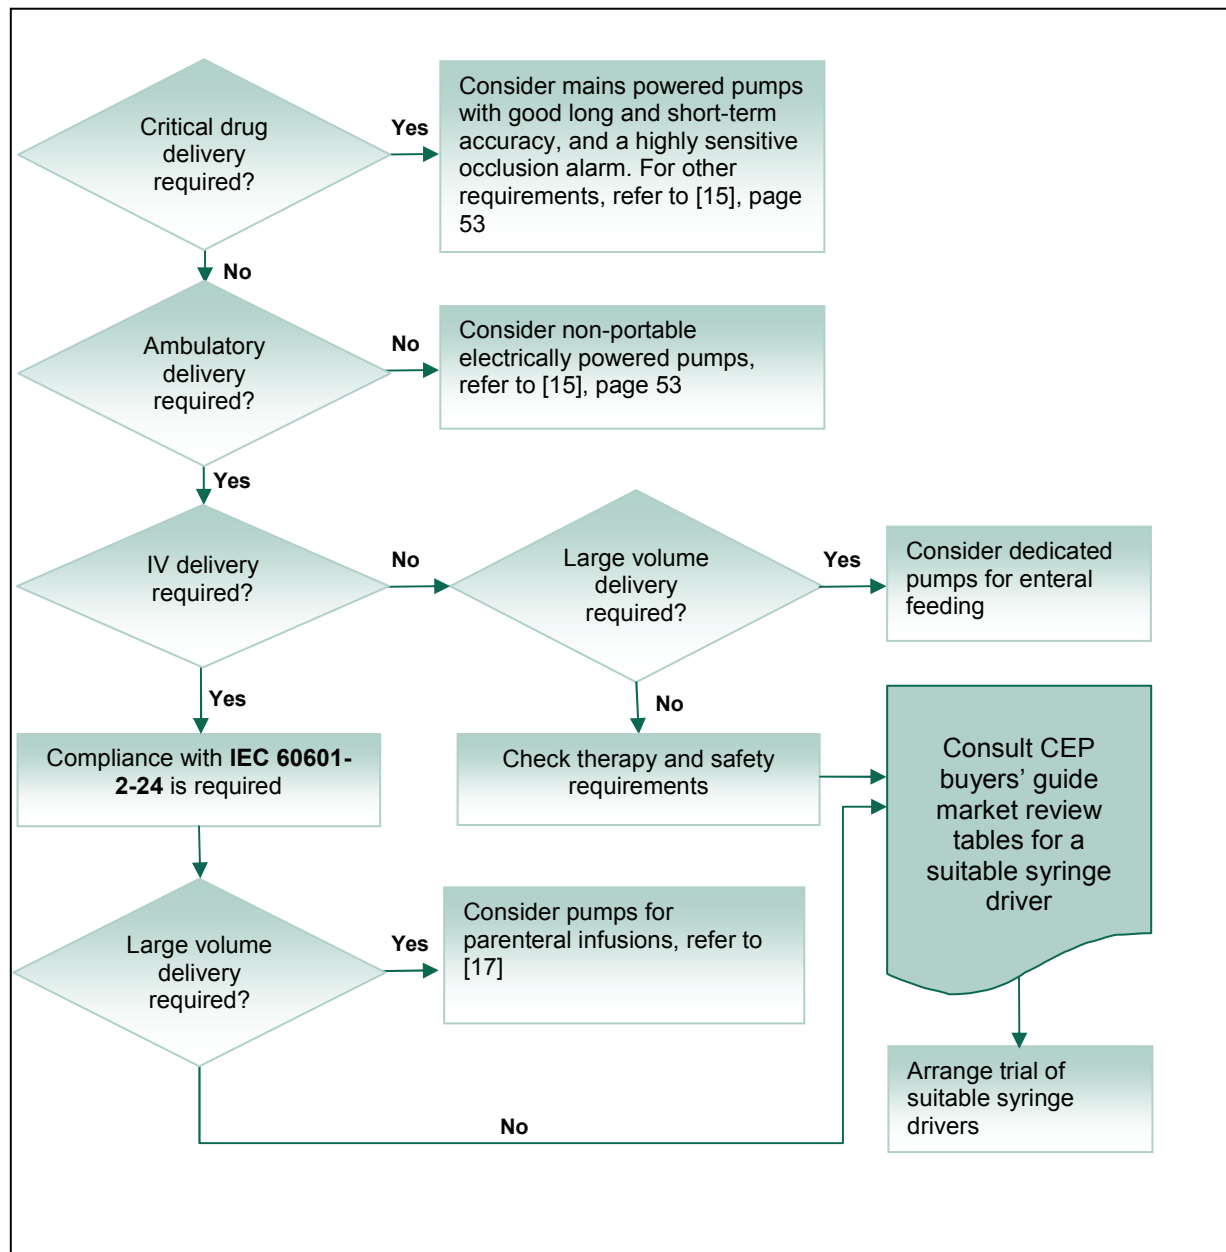 Critical drug
delivery
required?
Yes
Consider mains powered pumps
with good long and short-term
accuracy, and a highly sensitive
occlusion alarm. For other
requirements, refer to [15], page
53
No
Ambulatory
delivery
required?
No
Consider non-portable
electrically powered pumps,
refer to [15], page 53
Yes
IV delivery
required?
No
Large volume
delivery
required?
Yes
Consider dedicated
pumps for enteral
feeding
Yes
No
Compliance with IEC 60601-
2-24 is required
Check therapy and safety
requirements
Consult CEP
buyers’ guide
market review
tables for a
suitable syringe
driver
Large volume
delivery
required?
Yes
Consider pumps for
parenteral infusions, refer to
[17]
No
Arrange trial of
suitable syringe
drivers